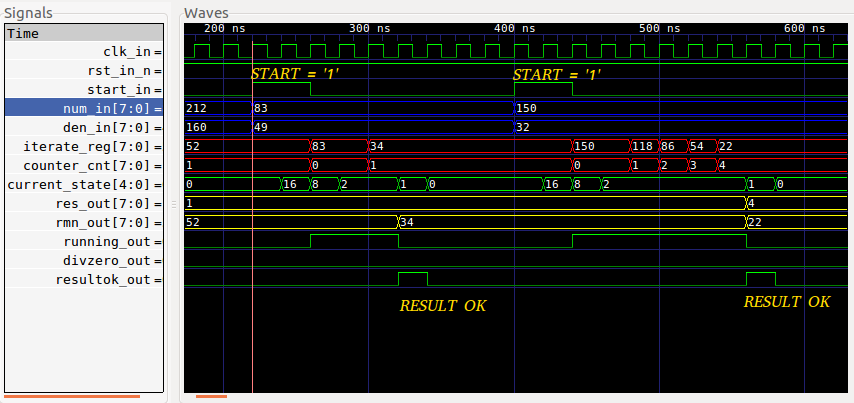 Signals
Waves
Time
200 ns 300 ns 400 ns 500 ns 600 ns
clk_in =
rst_in_n =
START = '1' START = '1'
start_in =
num_in[7:0] = 212 83 150
den_in[7:0] = 160 49 32
iterate_reg[7:0] = 52 83 34 150 118 86 54 22
counter_cnt[7:0] = 1 0 1 0 1 2 3 4
current_state[4:0] = 0 16 8 2 1 0 16 8 2 1 0
res_out[7:0] = 1 4
rmn_out[7:0] = 52 34 22
running_out =
divzero_out =
resultok_out =
RESULT OK RESULT OK